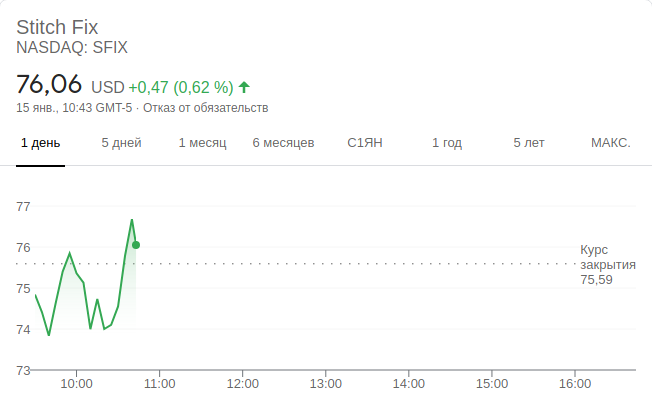 Stitch Fix
NASDAQ: SFIX
76,06 USD +0,47 (0,62 %)
15 янв., 10:43 GMT-5 · Отказ от обязательств
1 день 5 дней 1 месяц 6 месяцев С1ЯН 1 год 5 лет МАКС.
77
76
Курс
закрытия
75,59
75
74
73
10:00 11:00 12:00 13:00 14:00 15:00 16:00